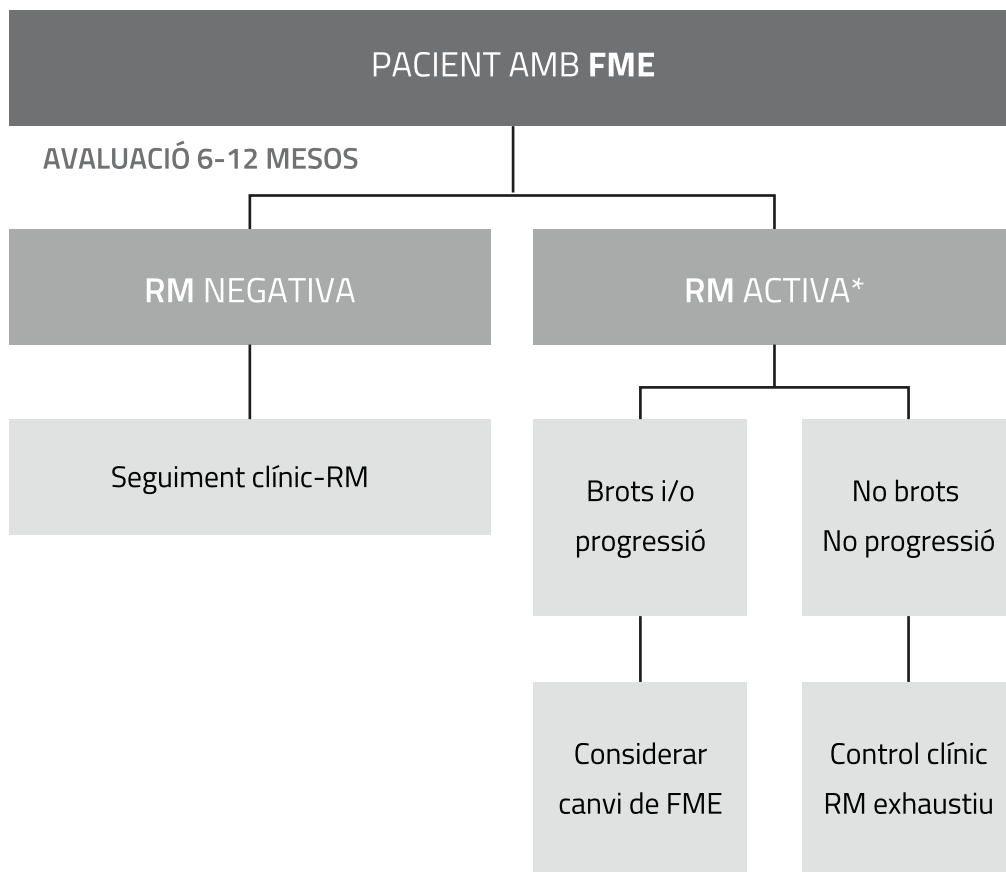 PACIENT AMB FME
AVALUACIÓ 6-12 MESOS
RM NEGATIVA
RM ACTIVA*
Seguiment clínic-RM
Brots i/o
progressió
No brots
No progressió
Considerar
canvi de FME
Control clínic
RM exhaustiu